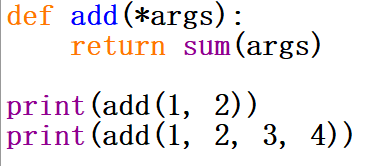 def add(*args):
    return sum(args)

print(add(1, 2))
print(add(1, 2, 3, 4))